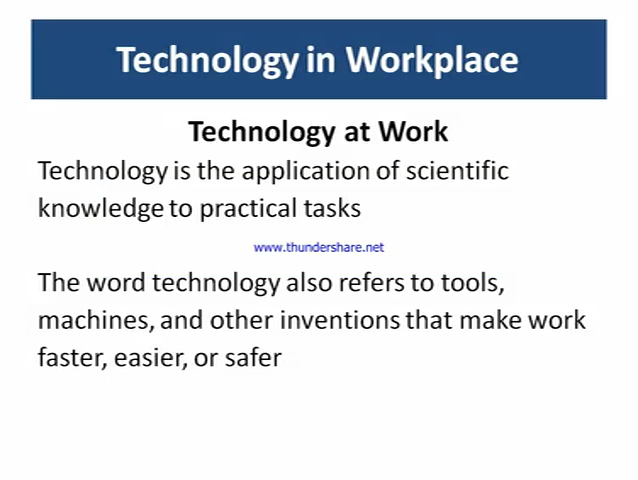 Technology in Workplace
Technology at Work
Technology is the application of scientific
knowledge to practical tasks
www.thundershare.net
The word technology also refers to tools,
machines, and other inventions that make work
faster, easier, or safer